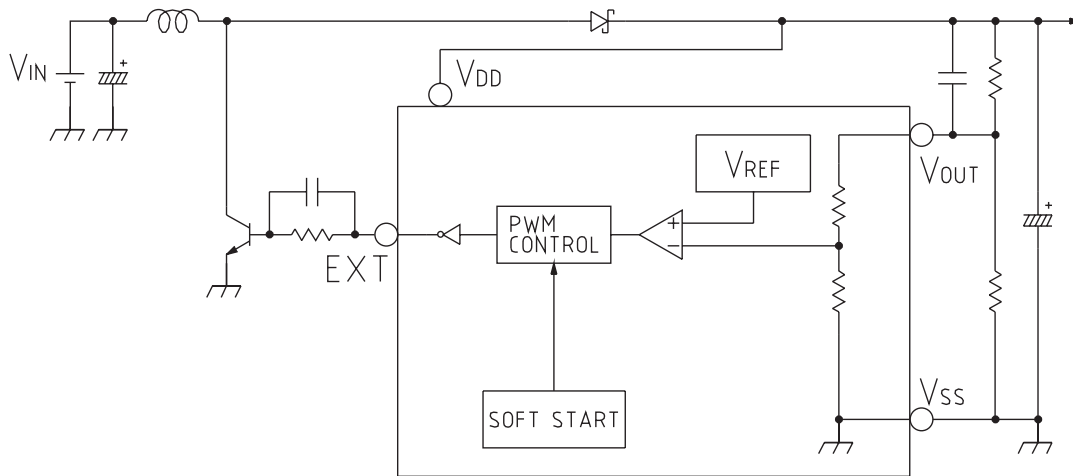 VIN
+
VDD
VREF
VOUT
+
EXT
PWM
CONTROL
+
−
SOFT START
VSS